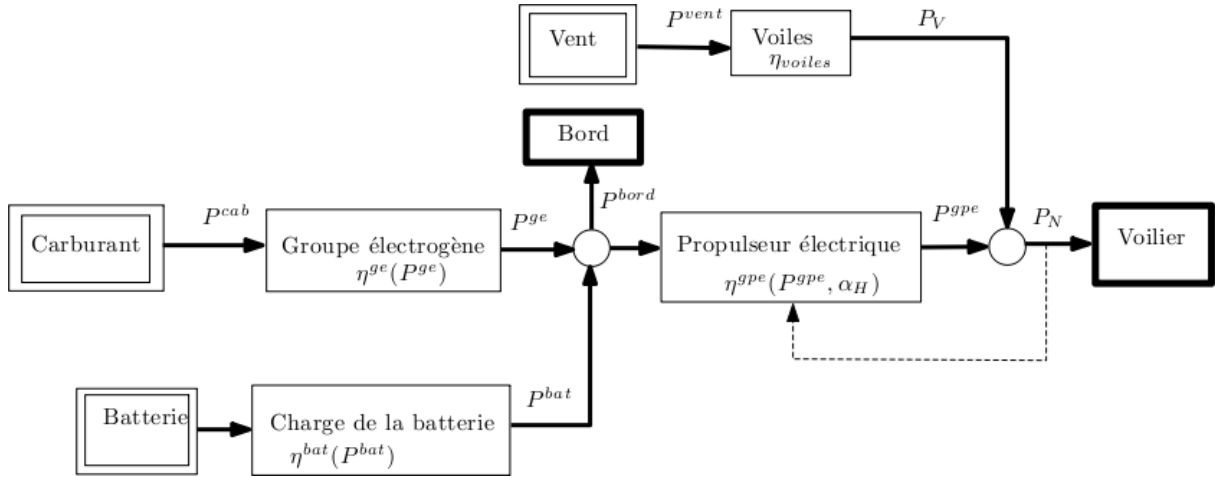 Vent
P^{vent}
Voiles
η_{voiles}
P_V
Bord
P^{bord}
Carburant
P^{cab}
Groupe électrogène
η^{ge}(P^{ge})
P^{ge}
Propulseur électrique
η^{gpe}(P^{gpe}, α_H)
P^{gpe}
P_N
Voilier
Batterie
Charge de la batterie
η^{bat}(P^{bat})
P^{bat}